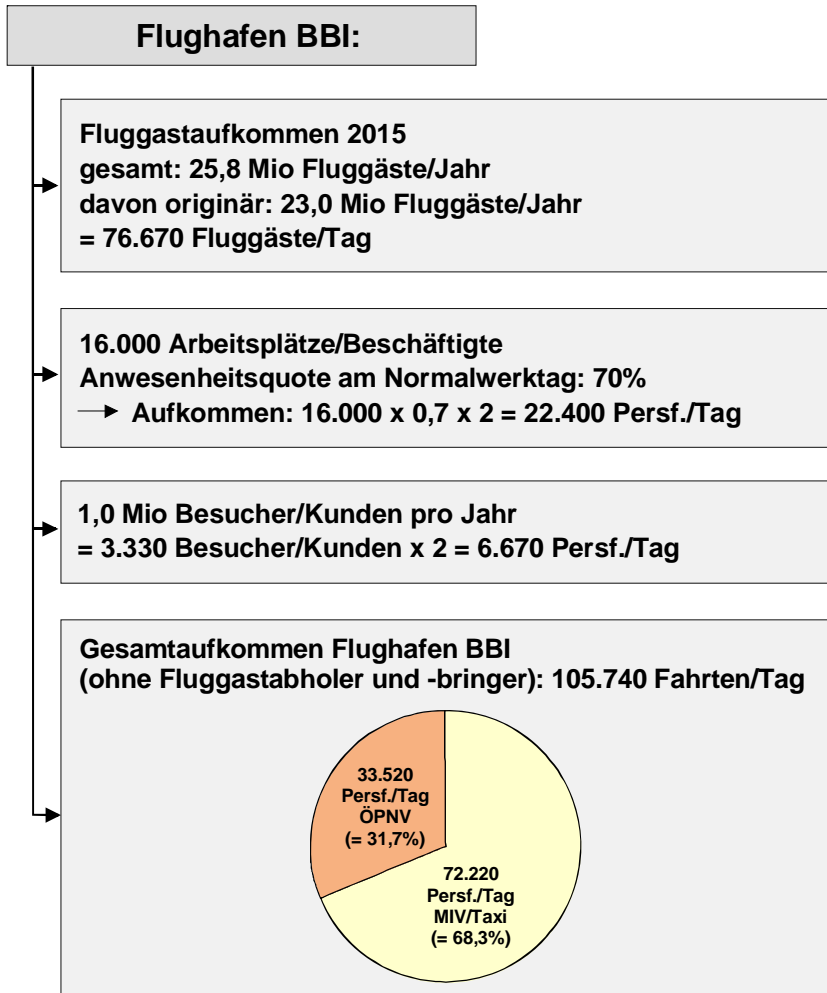 Flughafen BBI:
Fluggastaufkommen 2015
gesamt: 25,8 Mio Fluggäste/Jahr
davon originär: 23,0 Mio Fluggäste/Jahr
= 76.670 Fluggäste/Tag
16.000 Arbeitsplätze/Beschäftigte
Anwesenheitsquote am Normalwerktag: 70%
Aufkommen: 16.000 x 0,7 x 2 = 22.400 Persf./Tag
1,0 Mio Besucher/Kunden pro Jahr
= 3.330 Besucher/Kunden x 2 = 6.670 Persf./Tag
Gesamtaufkommen Flughafen BBI
(ohne Fluggastabholer und -bringer): 105.740 Fahrten/Tag
33.520
Persf./Tag
ÖPNV
(= 31,7%)
72.220
Persf./Tag
MIV/Taxi
(= 68,3%)